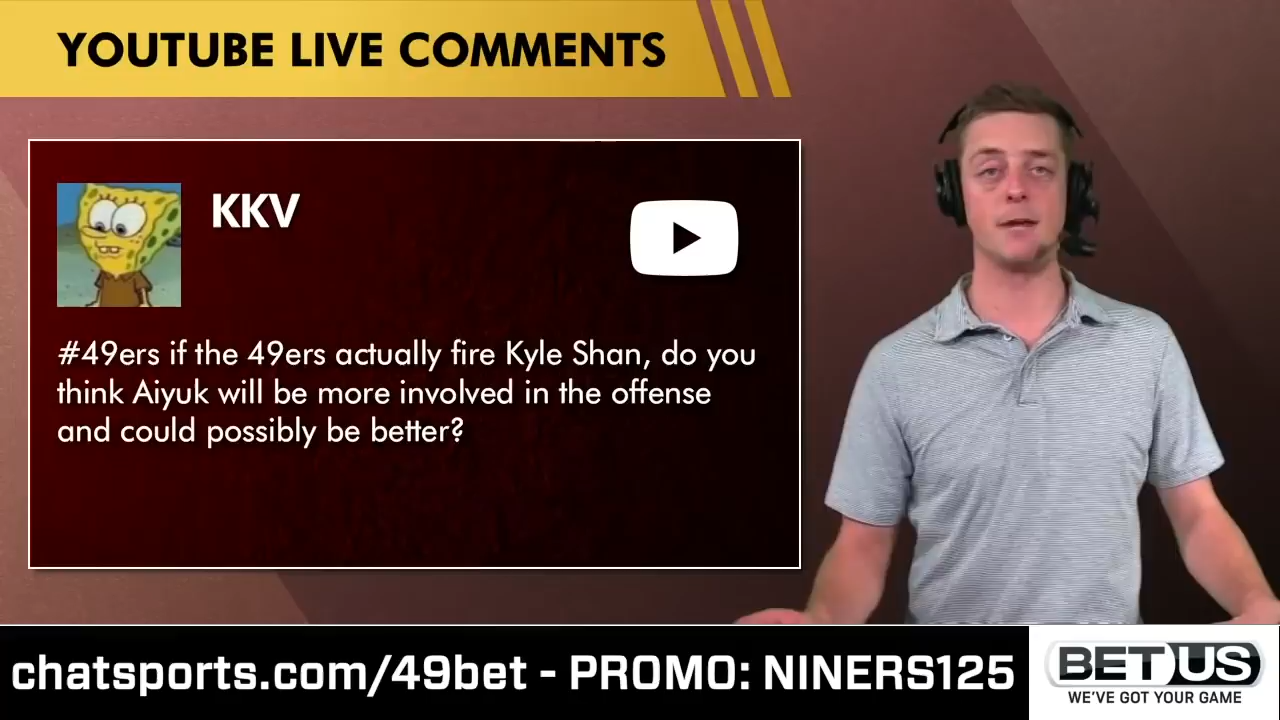 YOUTUBE LIVE COMMENTS
KKV
#49ers if the 49ers actually fire Kyle Shan, do you
think Aiyuk will be more involved in the offense
and could possibly be better?
chatsports.com/49bet - PROMO: NINERS125
BETUS
WE'VE GOT YOUR GAME